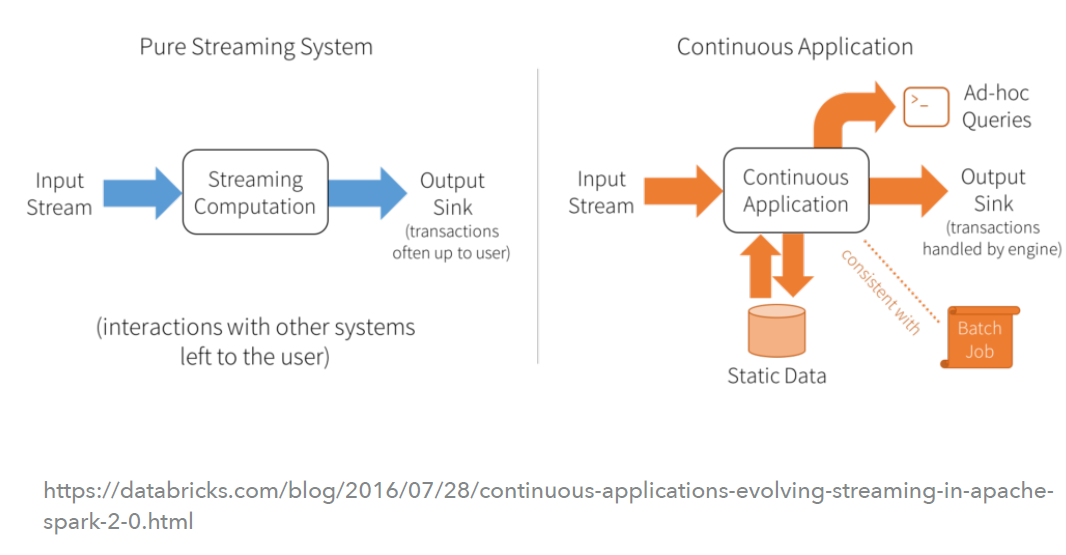 Pure Streaming System
Input
Stream
Streaming
Computation
Output
Sink
(transactions
often up to user)
(interactions with other systems
left to the user)
Continuous Application
>_
Ad-hoc
Queries
Input
Stream
Continuous
Application
Output
Sink
(transactions
handled by engine)
consistent with
Batch
Job
Static Data
https://databricks.com/blog/2016/07/28/continuous-applications-evolving-streaming-in-apache-
spark-2-0.html